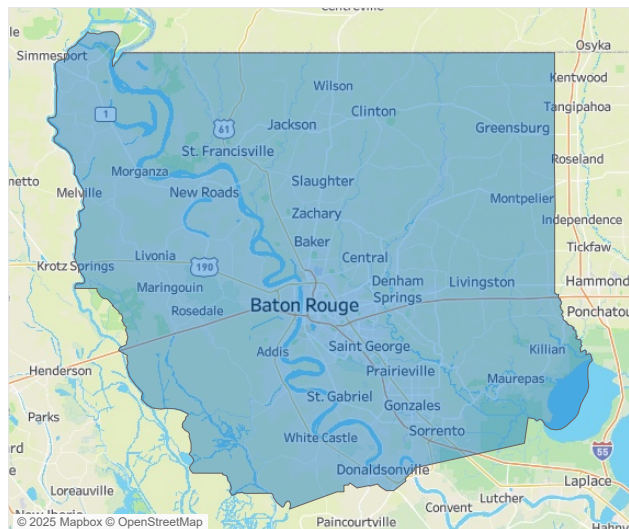 Centreville
lle
Simmesport
Osyka
Kentwood
Wilson
Tangipahoa
1
Clinton
61
Jackson
Greensburg
St. Francisville
Roseland
Morganza
Slaughter
netto
Melville
New Roads
Montpelier
Zachary
Independence
Baker
Tickfaw
Livonia
Central
Krotz Springs
190
Hammond
Maringouin
Denham
Springs
Livingston
Baton Rouge
Rosedale
Ponchatou
Saint George
Addis
Killian
Henderson
Prairieville
Maurepas
St. Gabriel
Gonzales
Parks
White Castle
Sorrento
rd
55
Donaldsonville
Laplace
Loreauville
Convent
Lutcher
© 2025 Mapbox © OpenStreetMap
Paincourtville